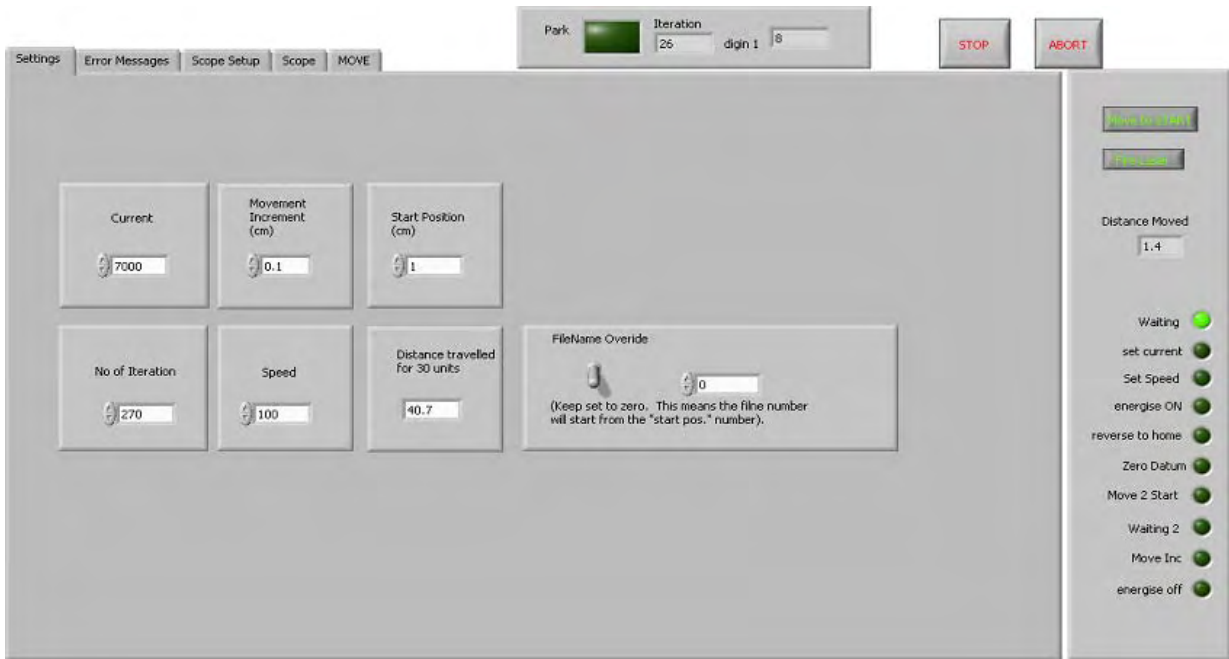 Park
Iteration
26
digin 1
8
STOP
ABORT
Settings
Error Messages
Scope Setup
Scope
MOVE
Move to START
Fire Laser
Current
7000
Movement
Increment
(cm)
0.1
Start Position
(cm)
1
Distance Moved
1.4
No of Iteration
270
Speed
100
Distance travelled
for 30 units
40.7
FileName Overide
0
(Keep set to zero. This means the filne number
will start from the "start pos." number).
Waiting
set current
Set Speed
energise ON
reverse to home
Zero Datum
Move 2 Start
Waiting 2
Move Inc
energise off